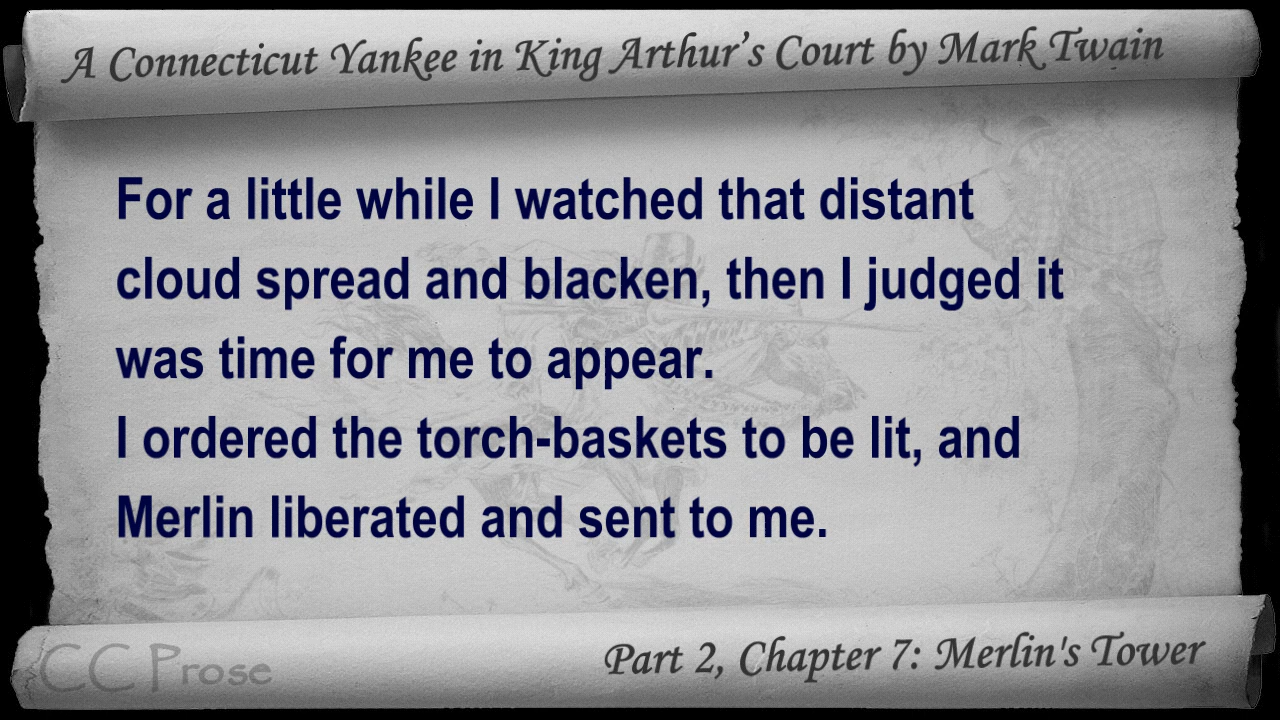 A Connecticut Yankee in King Arthur's Court by Mark Twain
For a little while I watched that distant
cloud spread and blacken, then I judged it
was time for me to appear.
I ordered the torch-baskets to be lit, and
Merlin liberated and sent to me.
CC Prose
Part 2, Chapter 7: Merlin's Tower